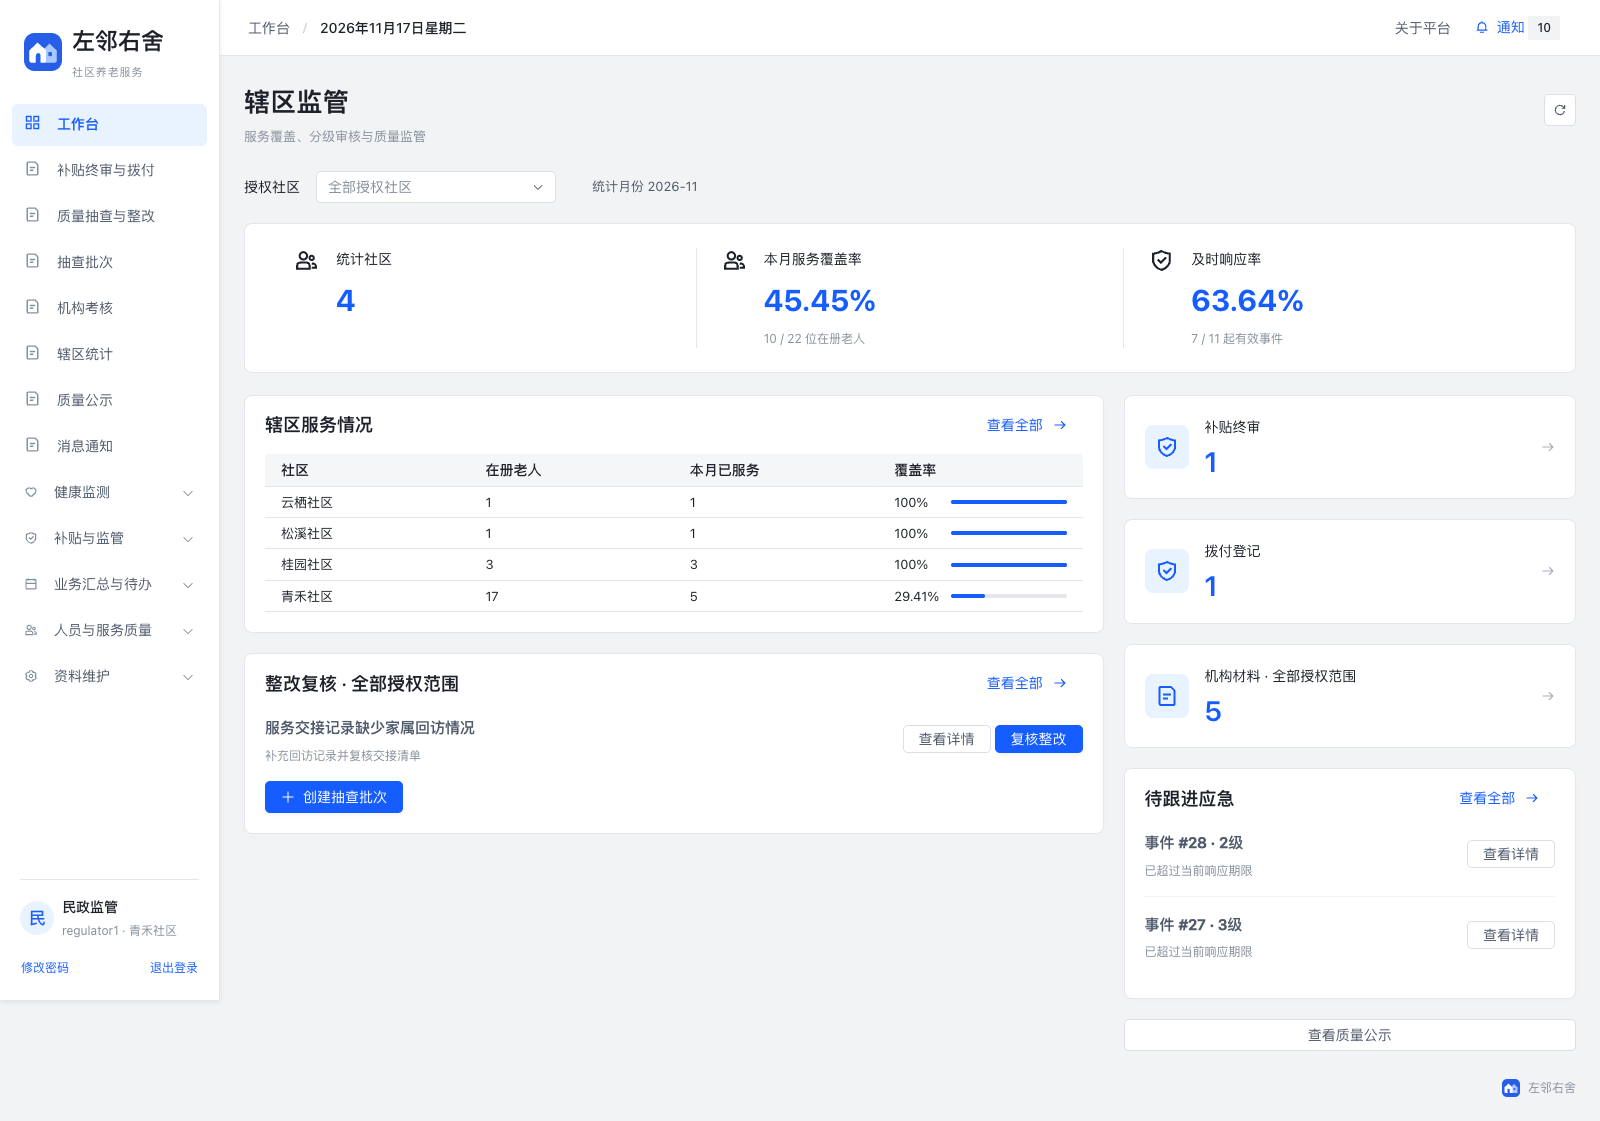 左邻右舍
社区养老服务
工作台
补贴终审与拨付
质量抽查与整改
抽查批次
机构考核
辖区统计
质量公示
消息通知
健康监测
补贴与监管
业务汇总与待办
人员与服务质量
资料维护
民
民政监管
regulator1 · 青禾社区
修改密码 退出登录
工作台 / 2026年11月17日星期二
关于平台 通知 10
辖区监管
服务覆盖、分级审核与质量监管
授权社区 全部授权社区 统计月份 2026-11
统计社区
4
本月服务覆盖率
45.45%
10 / 22 位在册老人
及时响应率
63.64%
7 / 11 起有效事件
辖区服务情况 查看全部
社区 在册老人 本月已服务 覆盖率
云栖社区 1 1 100%
松溪社区 1 1 100%
桂园社区 3 3 100%
青禾社区 17 5 29.41%
整改复核 · 全部授权范围 查看全部
服务交接记录缺少家属回访情况
补充回访记录并复核交接清单
查看详情 复核整改
创建抽查批次
补贴终审
1
拨付登记
1
机构材料 · 全部授权范围
5
待跟进应急 查看全部
事件 #28 · 2级
已超过当前响应期限
查看详情
事件 #27 · 3级
已超过当前响应期限
查看详情
查看质量公示
左邻右舍